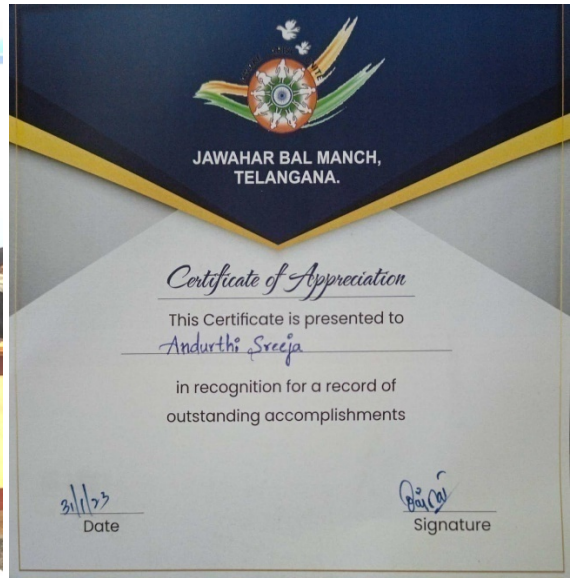 JAWAHAR BAL MANCH,
TELANGANA.
Certificate of Appreciation
This Certificate is presented to
Andurthi Sreeja
in recognition for a record of
outstanding accomplishments
31/1/23
Date
Signature